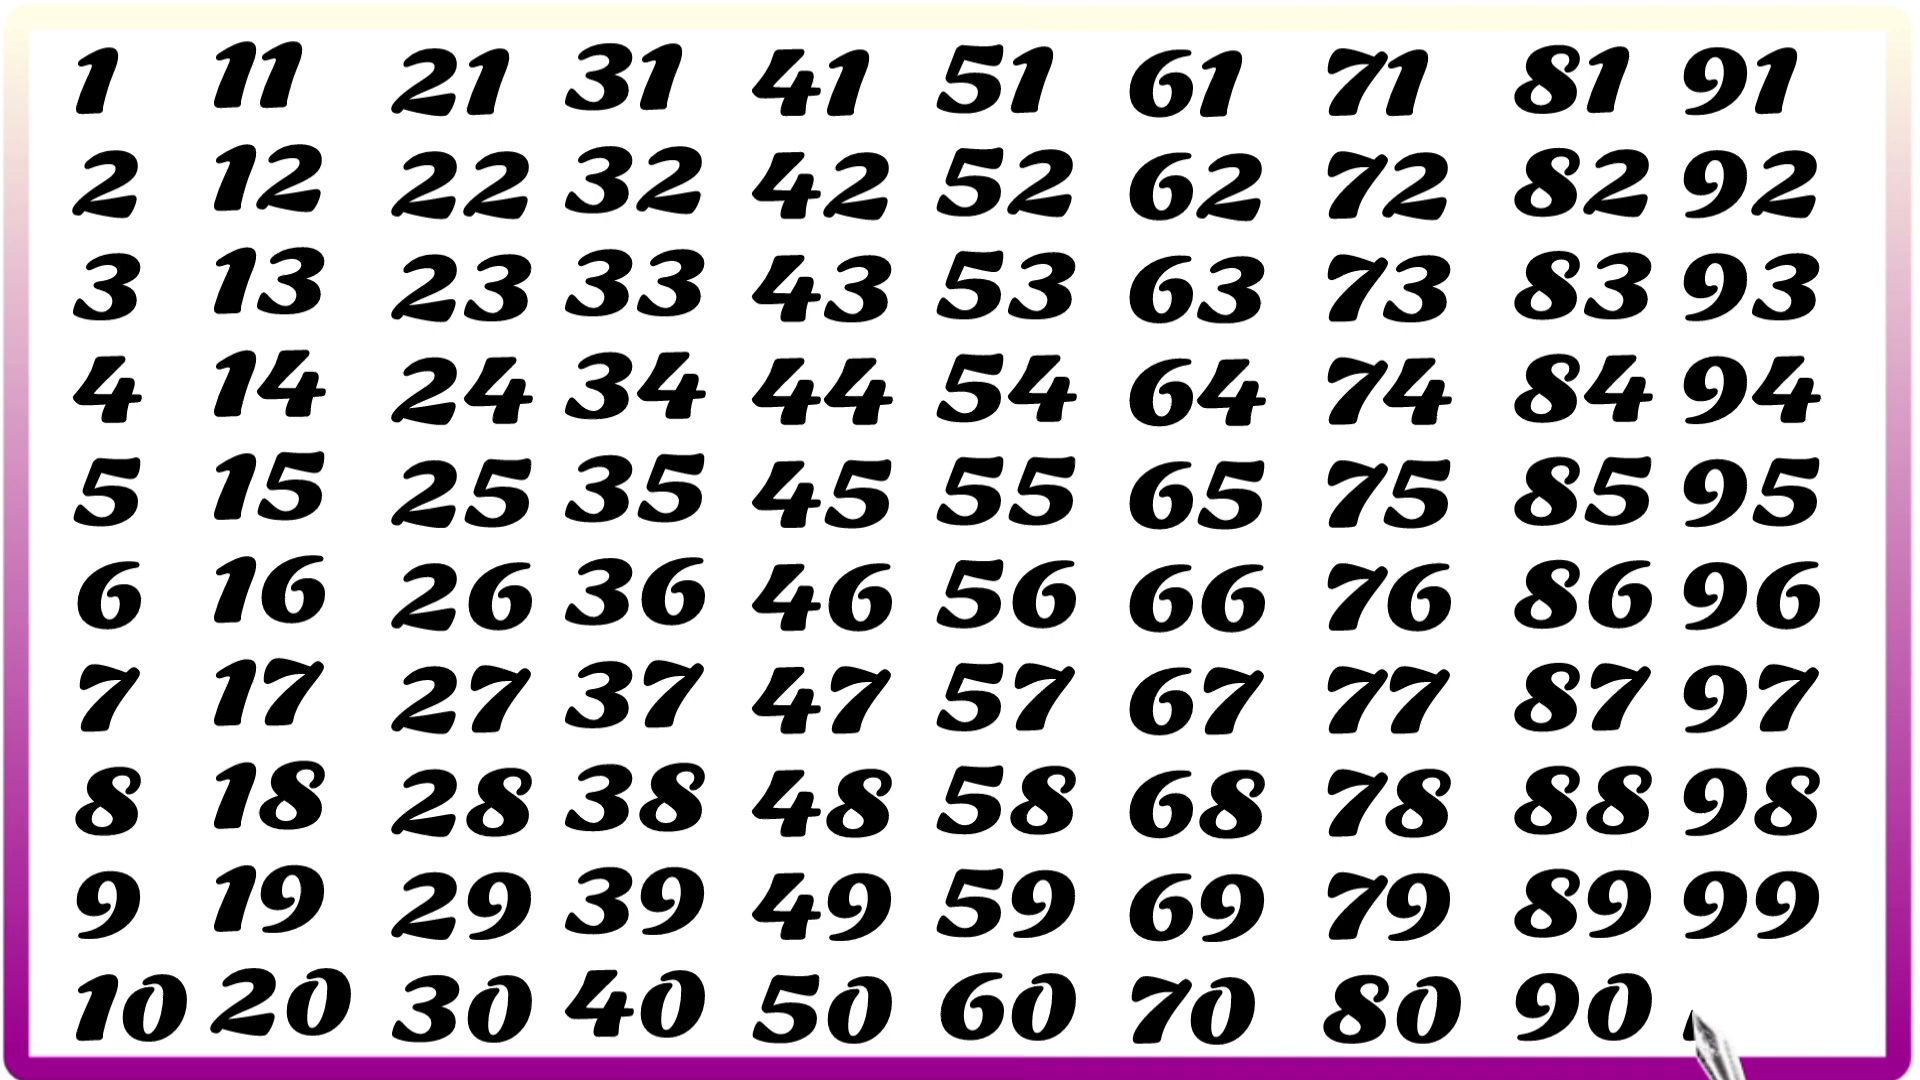 1 11 21 31 41 51 61 71 81 91
2 12 22 32 42 52 62 72 82 92
3 13 23 33 43 53 63 73 83 93
4 14 24 34 44 54 64 74 84 94
5 15 25 35 45 55 65 75 85 95
6 16 26 36 46 56 66 76 86 96
7 17 27 37 47 57 67 77 87 97
8 18 28 38 48 58 68 78 88 98
9 19 29 39 49 59 69 79 89 99
10 20 30 40 50 60 70 80 90